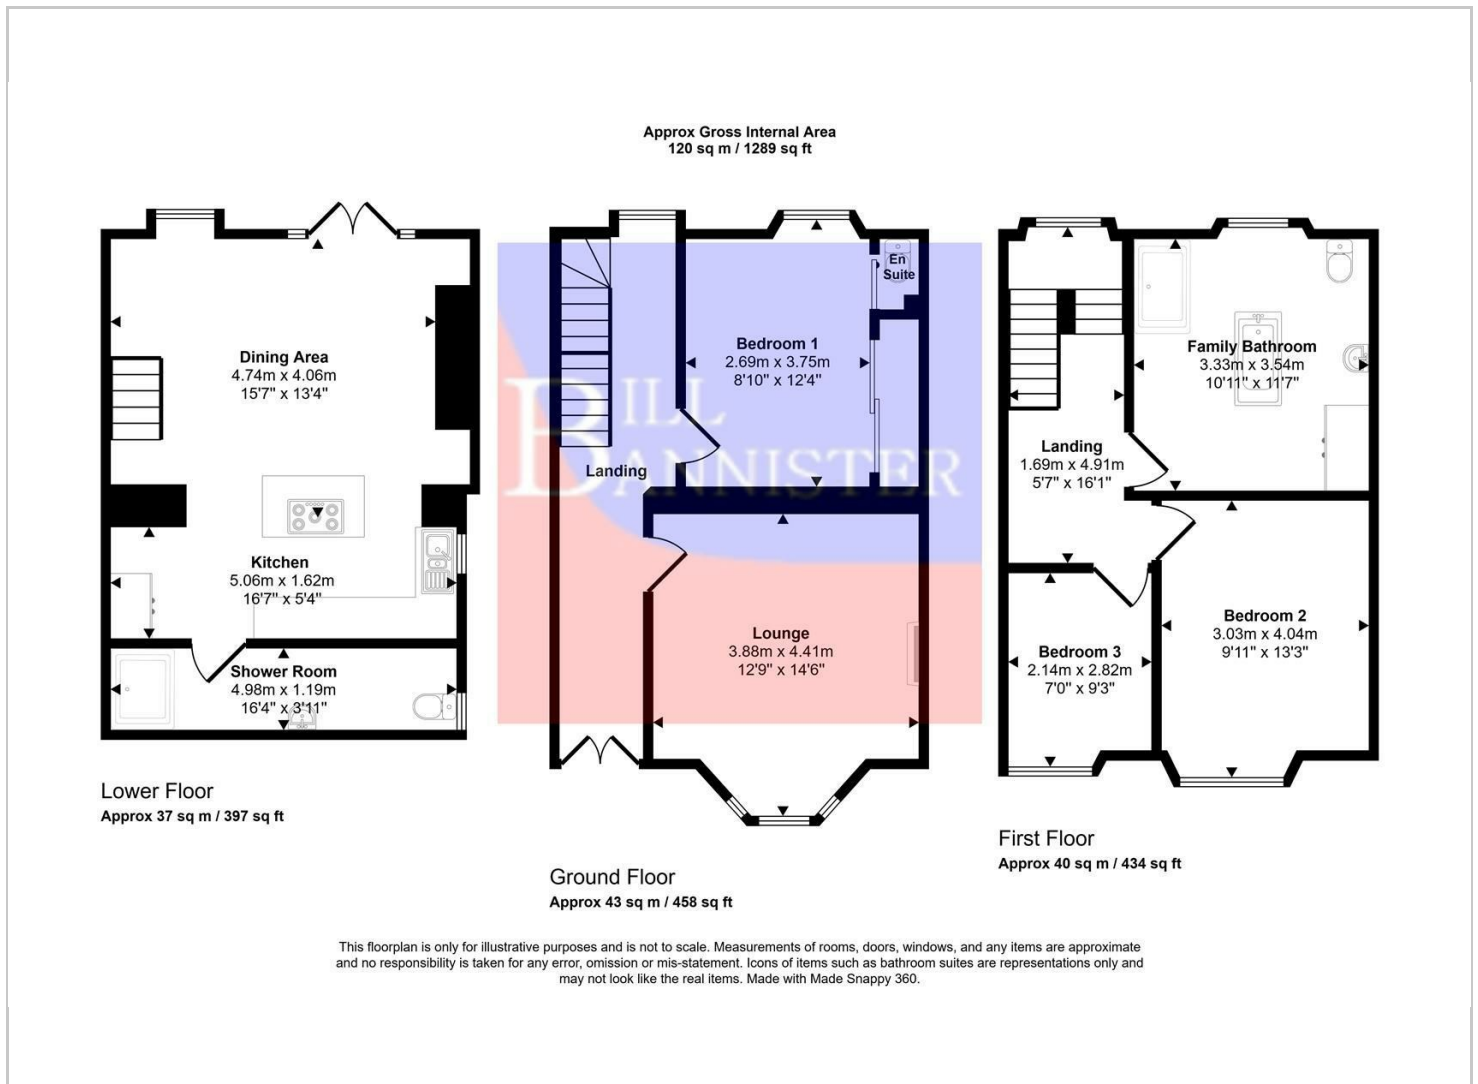 Approx Gross Internal Area
120 sq m / 1289 sq ft
Dining Area
4.74m x 4.06m
15'7" x 13'4"
Kitchen
5.06m x 1.62m
16'7" x 5'4"
Shower Room
4.98m x 1.19m
16'4" x 3'11"
Lower Floor
Approx 37 sq m / 397 sq ft
En
Suite
Bedroom 1
2.69m x 3.75m
8'10" x 12'4"
BILL
BANNISTER
Landing
Lounge
3.88m x 4.41m
12'9" x 14'6"
Ground Floor
Approx 43 sq m / 458 sq ft
Family Bathroom
3.33m x 3.54m
10'11" x 11'7"
Landing
1.69m x 4.91m
5'7" x 16'1"
Bedroom 2
3.03m x 4.04m
9'11" x 13'3"
Bedroom 3
2.14m x 2.82m
7'0" x 9'3"
First Floor
Approx 40 sq m / 434 sq ft
This floorplan is only for illustrative purposes and is not to scale. Measurements of rooms, doors, windows, and any items are approximate
and no responsibility is taken for any error, omission or mis-statement. Icons of items such as bathroom suites are representations only and
may not look like the real items. Made with Made Snappy 360.